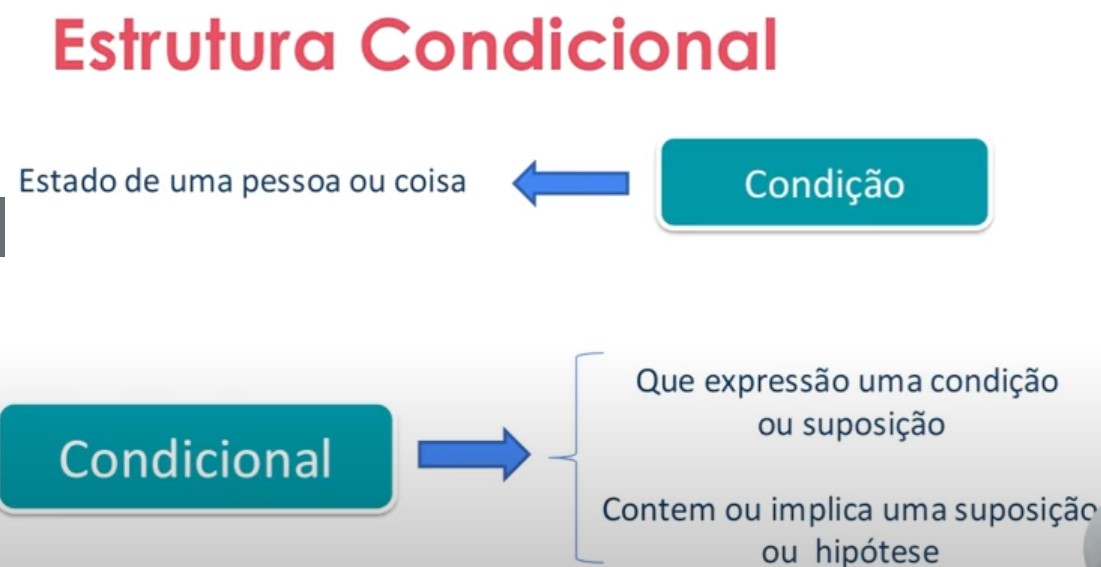 Estrutura Condicional
Estado de uma pessoa ou coisa
Condição
Condicional
Que expressão uma condição
ou suposição
Contem ou implica uma suposição
ou hipótese